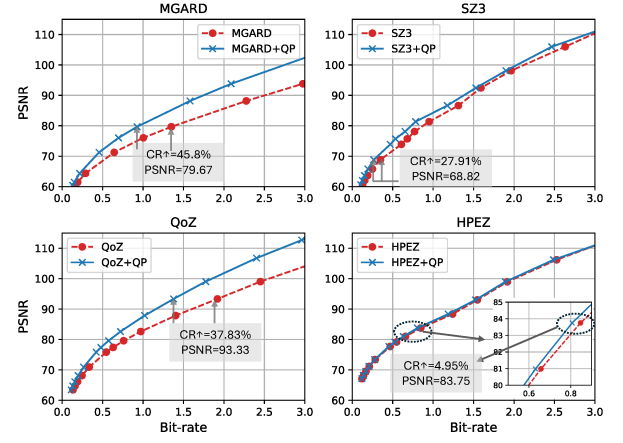 MGARD
PSNR
110
100
90
80
70
60
MGARD
MGARD+QP
CR↑=45.8%
PSNR=79.67
0.0 0.5 1.0 1.5 2.0 2.5 3.0
SZ3
110
100
90
80
70
60
SZ3
SZ3+QP
CR↑=27.91%
PSNR=68.82
0.0 0.5 1.0 1.5 2.0 2.5 3.0
QoZ
PSNR
110
100
90
80
70
60
QoZ
QoZ+QP
CR↑=37.83%
PSNR=93.33
0.0 0.5 1.0 1.5 2.0 2.5 3.0
Bit-rate
HPEZ
110
100
90
80
70
60
HPEZ
HPEZ+QP
CR↑=4.95%
PSNR=83.75
85
84
83
82
81
80
0.6 0.8
0.0 0.5 1.0 1.5 2.0 2.5 3.0
Bit-rate